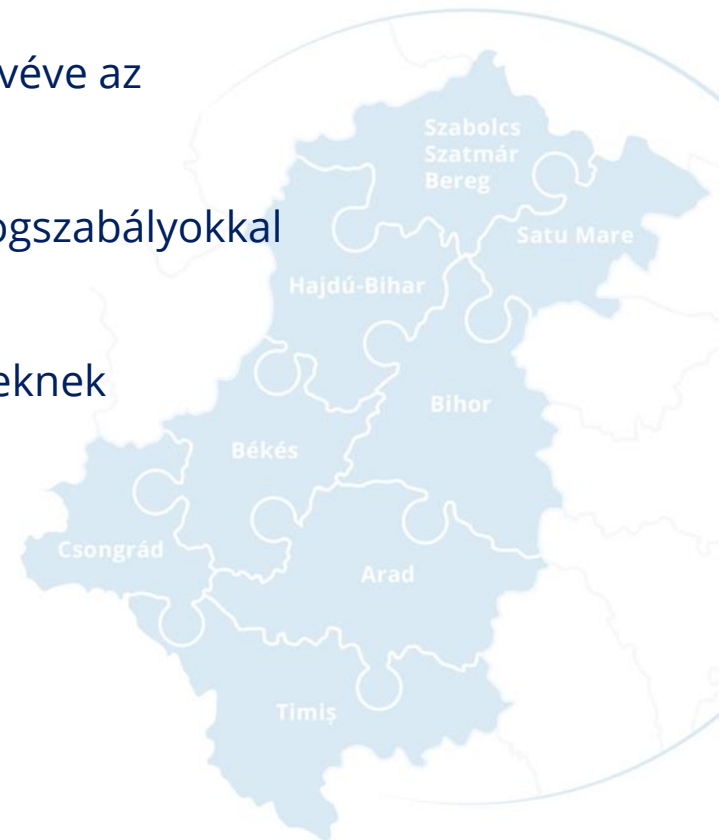 véve az
Szabolcs
Szatmár
Bereg
ogszabályokkal
Satu Mare
Hajdú-Bihar
eknek
Bihor
Békés
Csongrád
Arad
Timiș